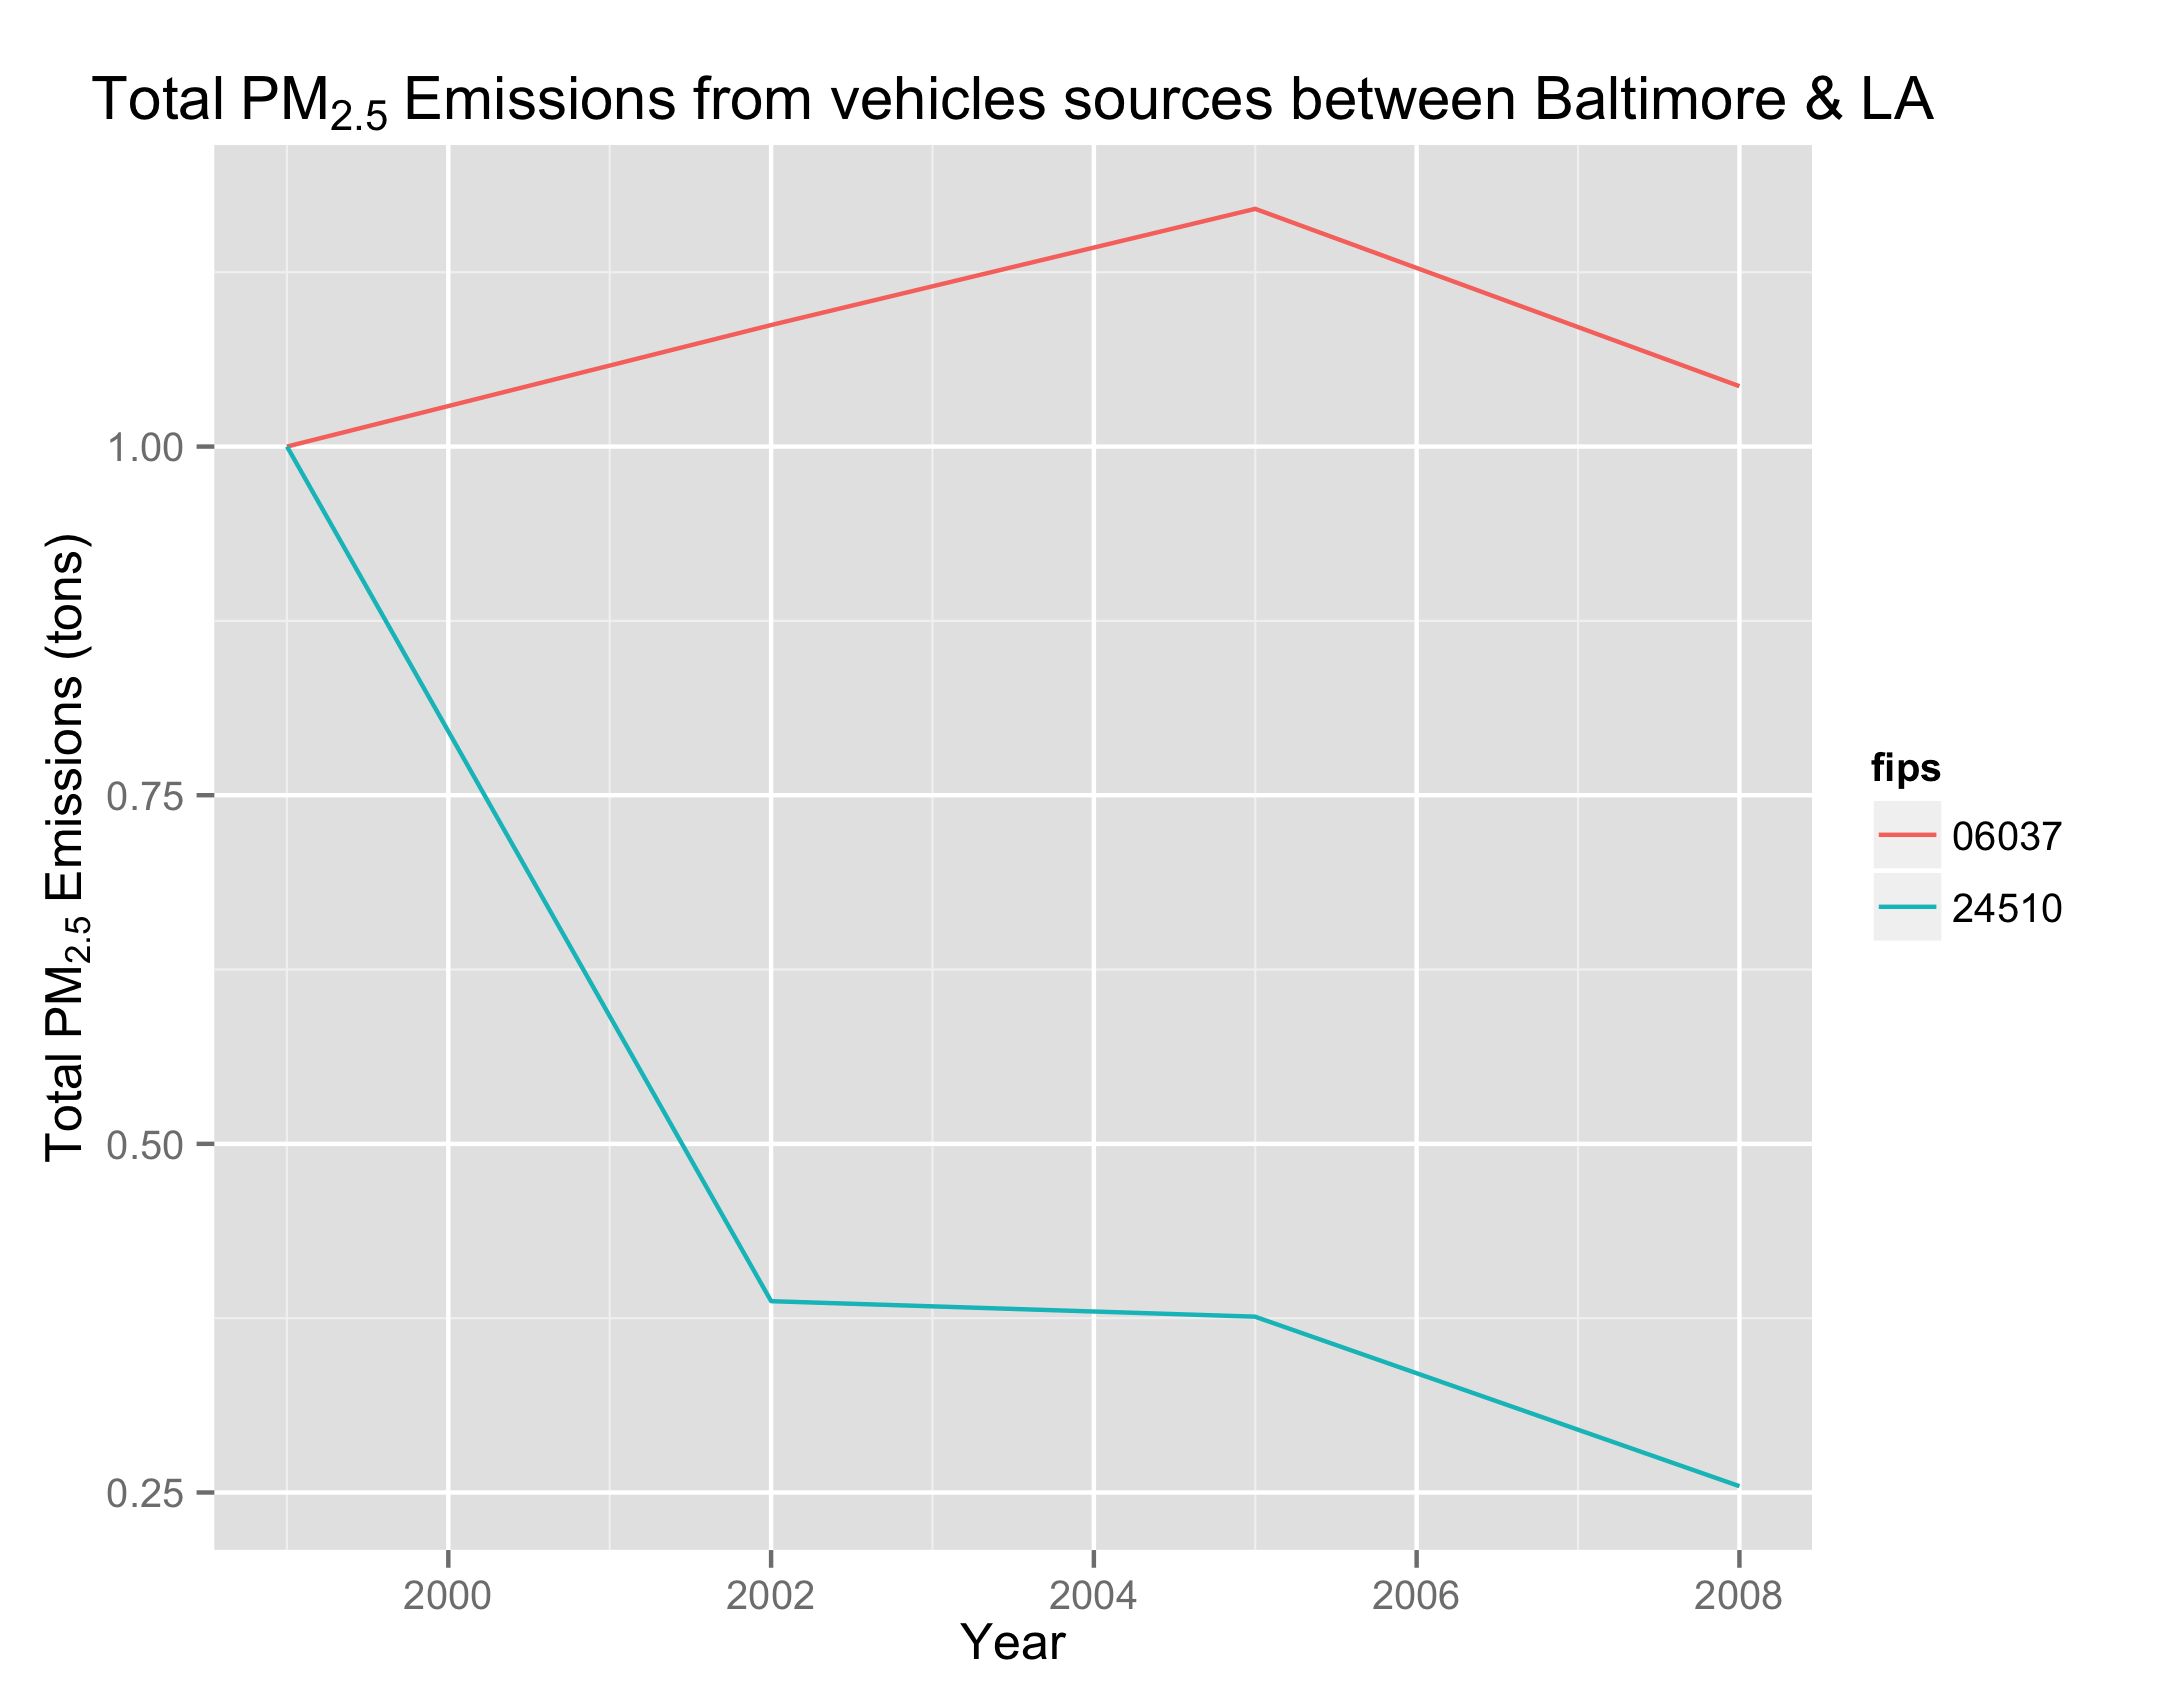 Total PM2.5 Emissions from vehicles sources between Baltimore & LA
Total PM2.5 Emissions (tons)
1.00
0.75
0.50
0.25
2000 2002 2004 2006 2008
Year
fips
06037
24510